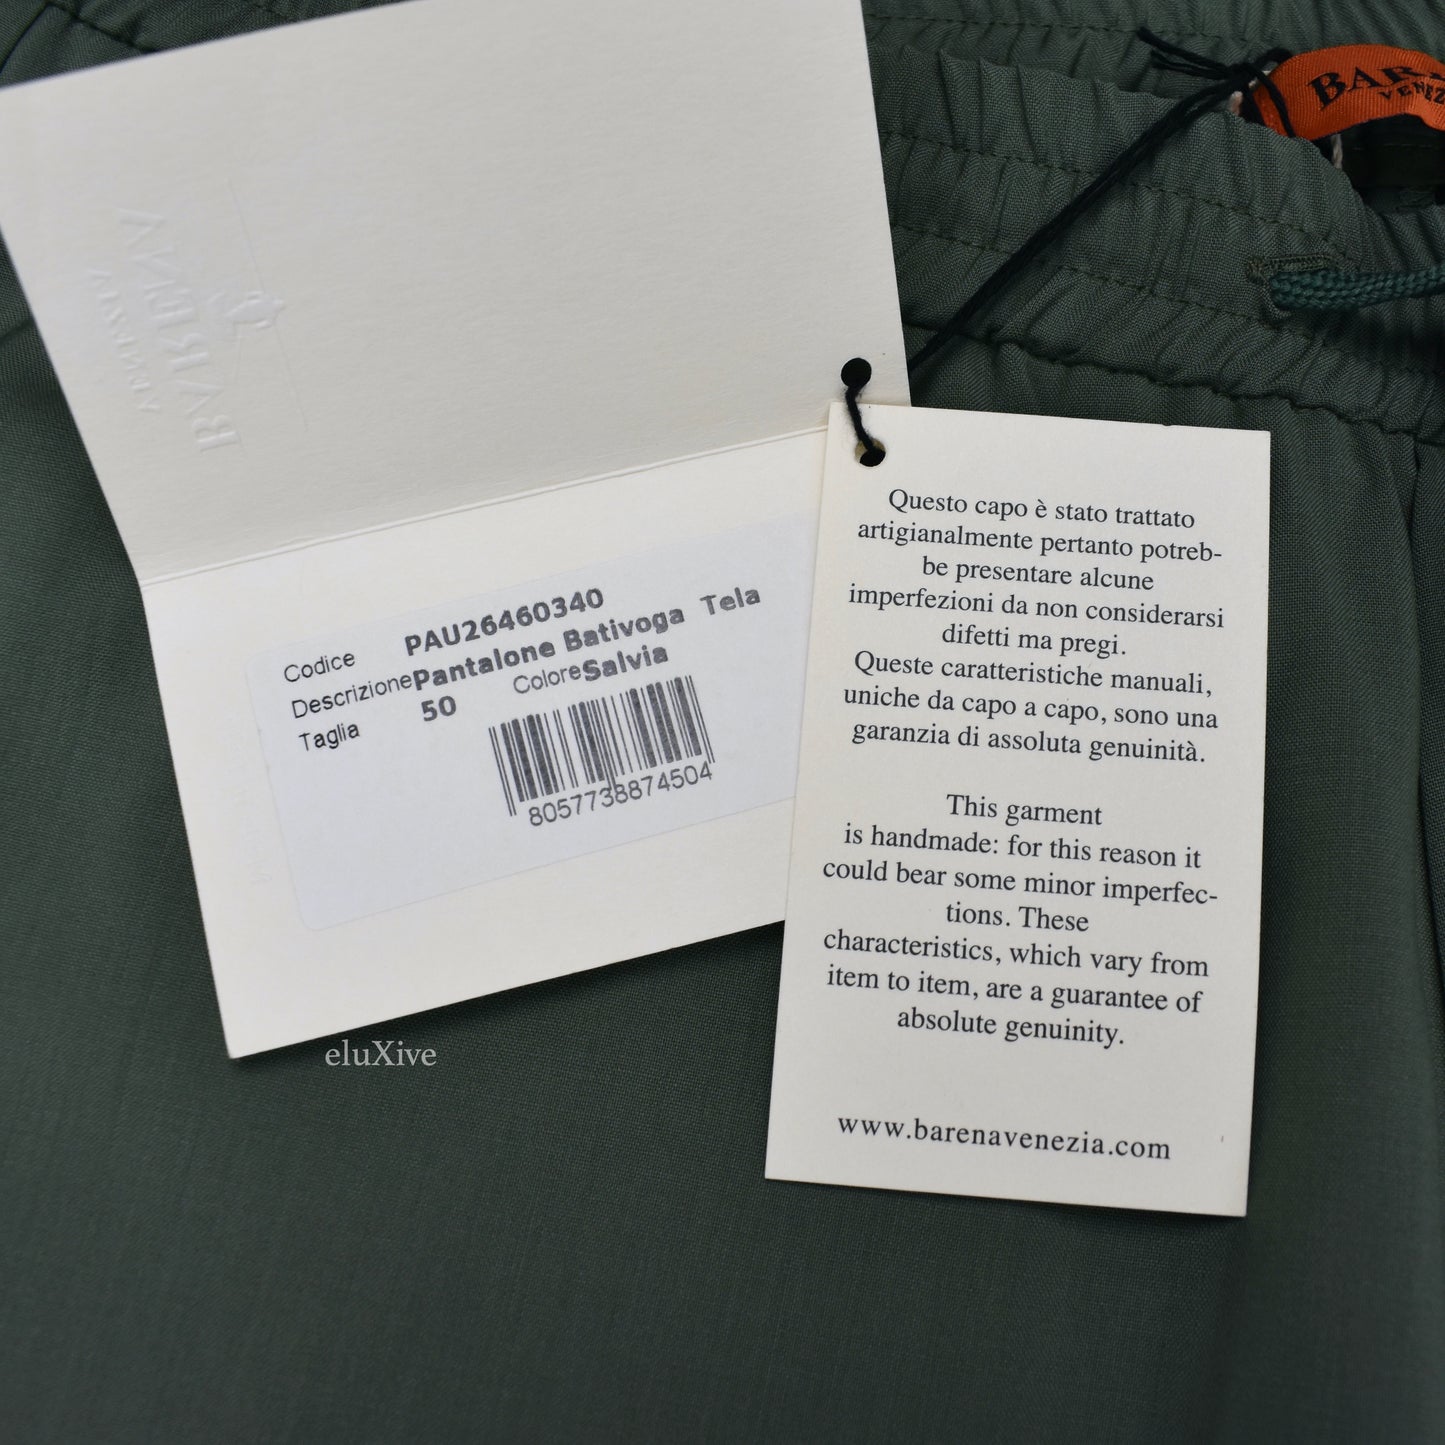 BAR
VENEZ
BARENA
VENEZIA
Codice PAU26460340
Descrizione Pantalone Bativoga Tela
Taglia 50 Colore Salvia
8057738874504
Questo capo è stato trattato
artigianalmente pertanto potreb-
be presentare alcune
imperfezioni da non considerarsi
difetti ma pregi.
Queste caratteristiche manuali,
uniche da capo a capo, sono una
garanzia di assoluta genuinità.
This garment
is handmade: for this reason it
could bear some minor imperfec-
tions. These
characteristics, which vary from
item to item, are a guarantee of
absolute genuinity.
www.barenavenezia.com
eluXive